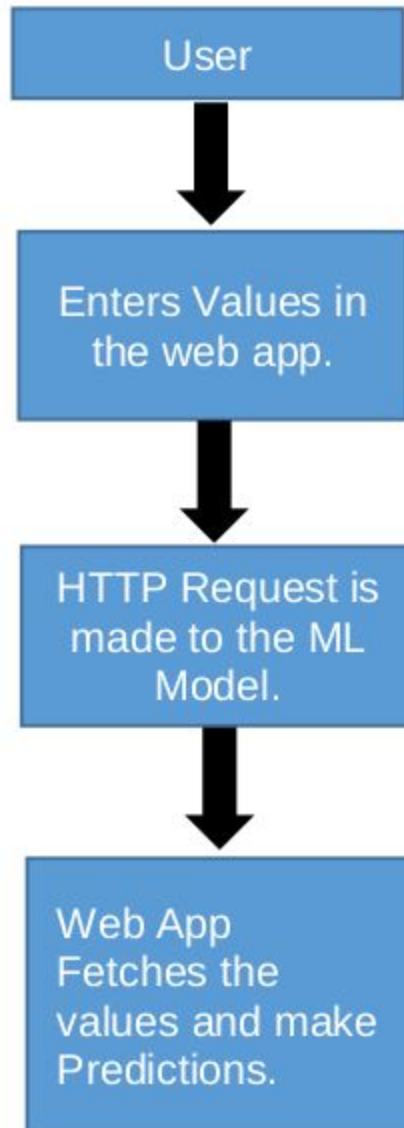 User
Enters Values in
the web app.
HTTP Request is
made to the ML
Model.
Web App
Fetches the
values and make
Predictions.